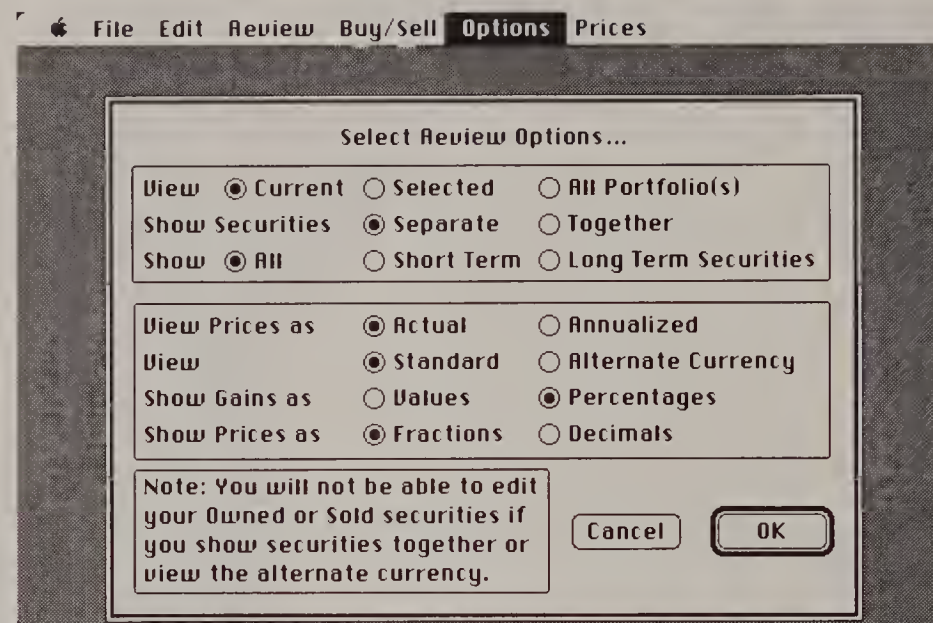 File Edit Review Buy/Sell Options Prices
Select Review Options...
View Current Selected All Portfolio(s)
Show Securities Separate Together
Show All Short Term Long Term Securities
View Prices as Actual Annualized
View Standard Alternate Currency
Show Gains as Values Percentages
Show Prices as Fractions Decimals
Note: You will not be able to edit
your Owned or Sold securities if
you show securities together or
view the alternate currency.
Cancel OK